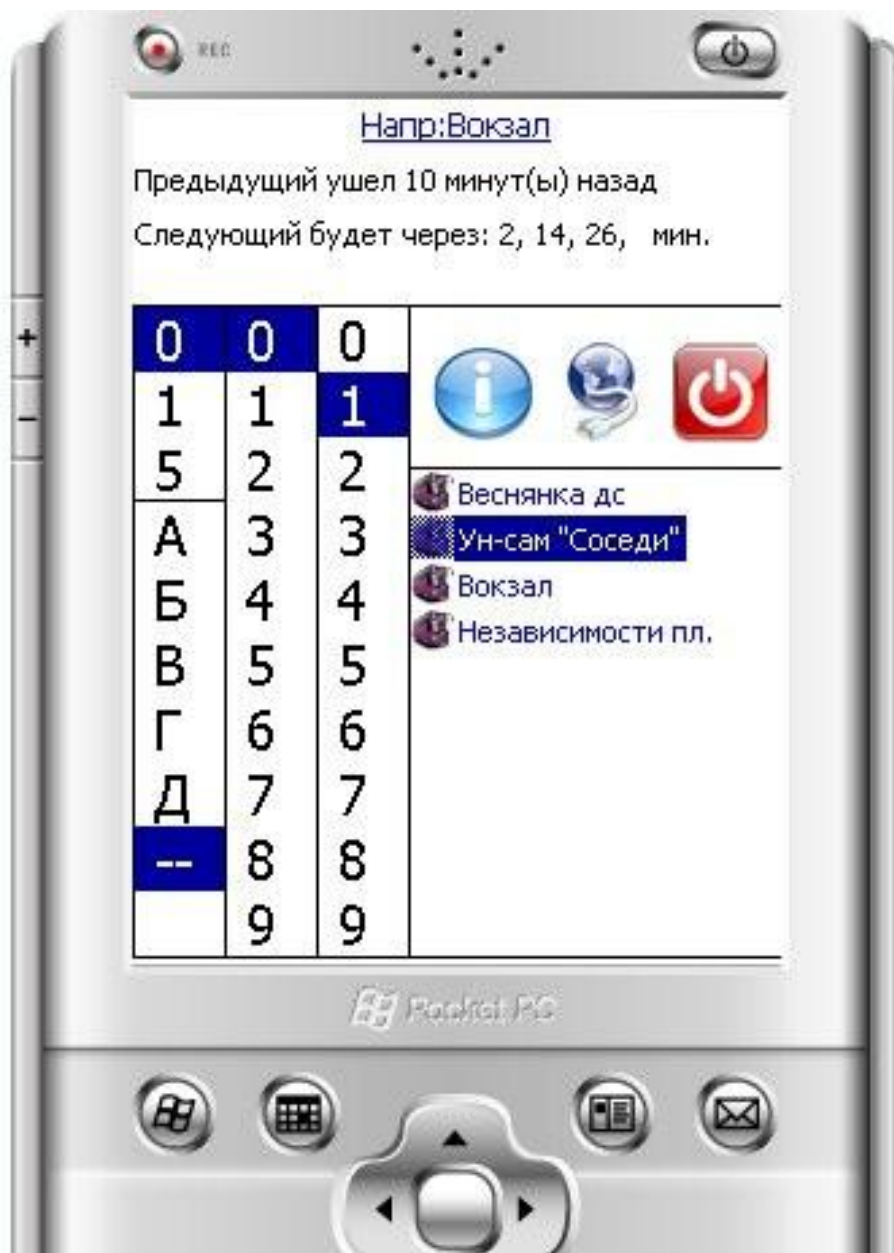 REC
Напр:Вокзал
Предыдущий ушел 10 минут(ы) назад
Следующий будет через: 2, 14, 26, мин.
+
-
0 0 0
1 1 1
5 2 2
А 3 3
Б 4 4
В 5 5
Г 6 6
Д 7 7
-- 8 8
9 9
Веснянка дс
Ун-сам "Соседи"
Вокзал
Независимости пл.
Pocket PC